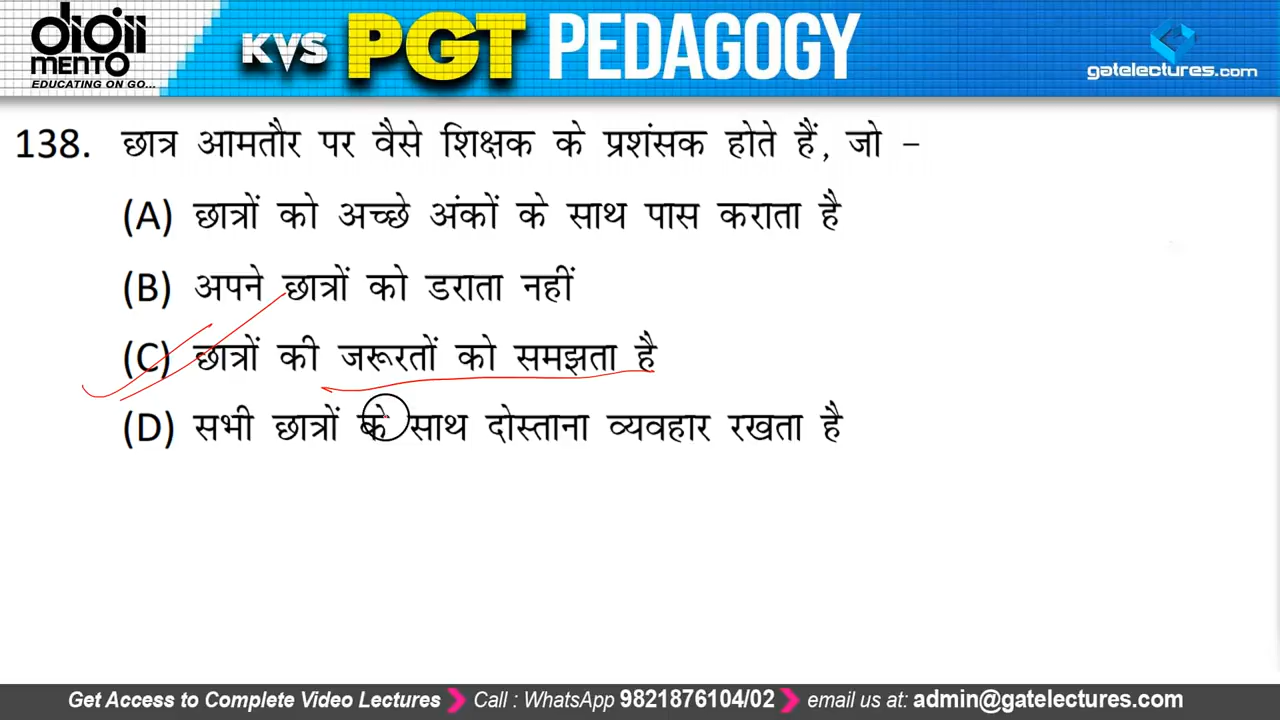 diGii
MENTO
EDUCATING ON GO...
KVS PGT PEDAGOGY
gatelectures.com
138. छात्र आमतौर पर वैसे शिक्षक के प्रशंसक होते हैं, जो –
(A) छात्रों को अच्छे अंकों के साथ पास कराता है
(B) अपने छात्रों को डराता नहीं
(C) छात्रों की जरूरतों को समझता है
(D) सभी छात्रों के साथ दोस्ताना व्यवहार रखता है
Get Access to Complete Video Lectures Call : WhatsApp 9821876104/02 email us at: admin@gatelectures.com